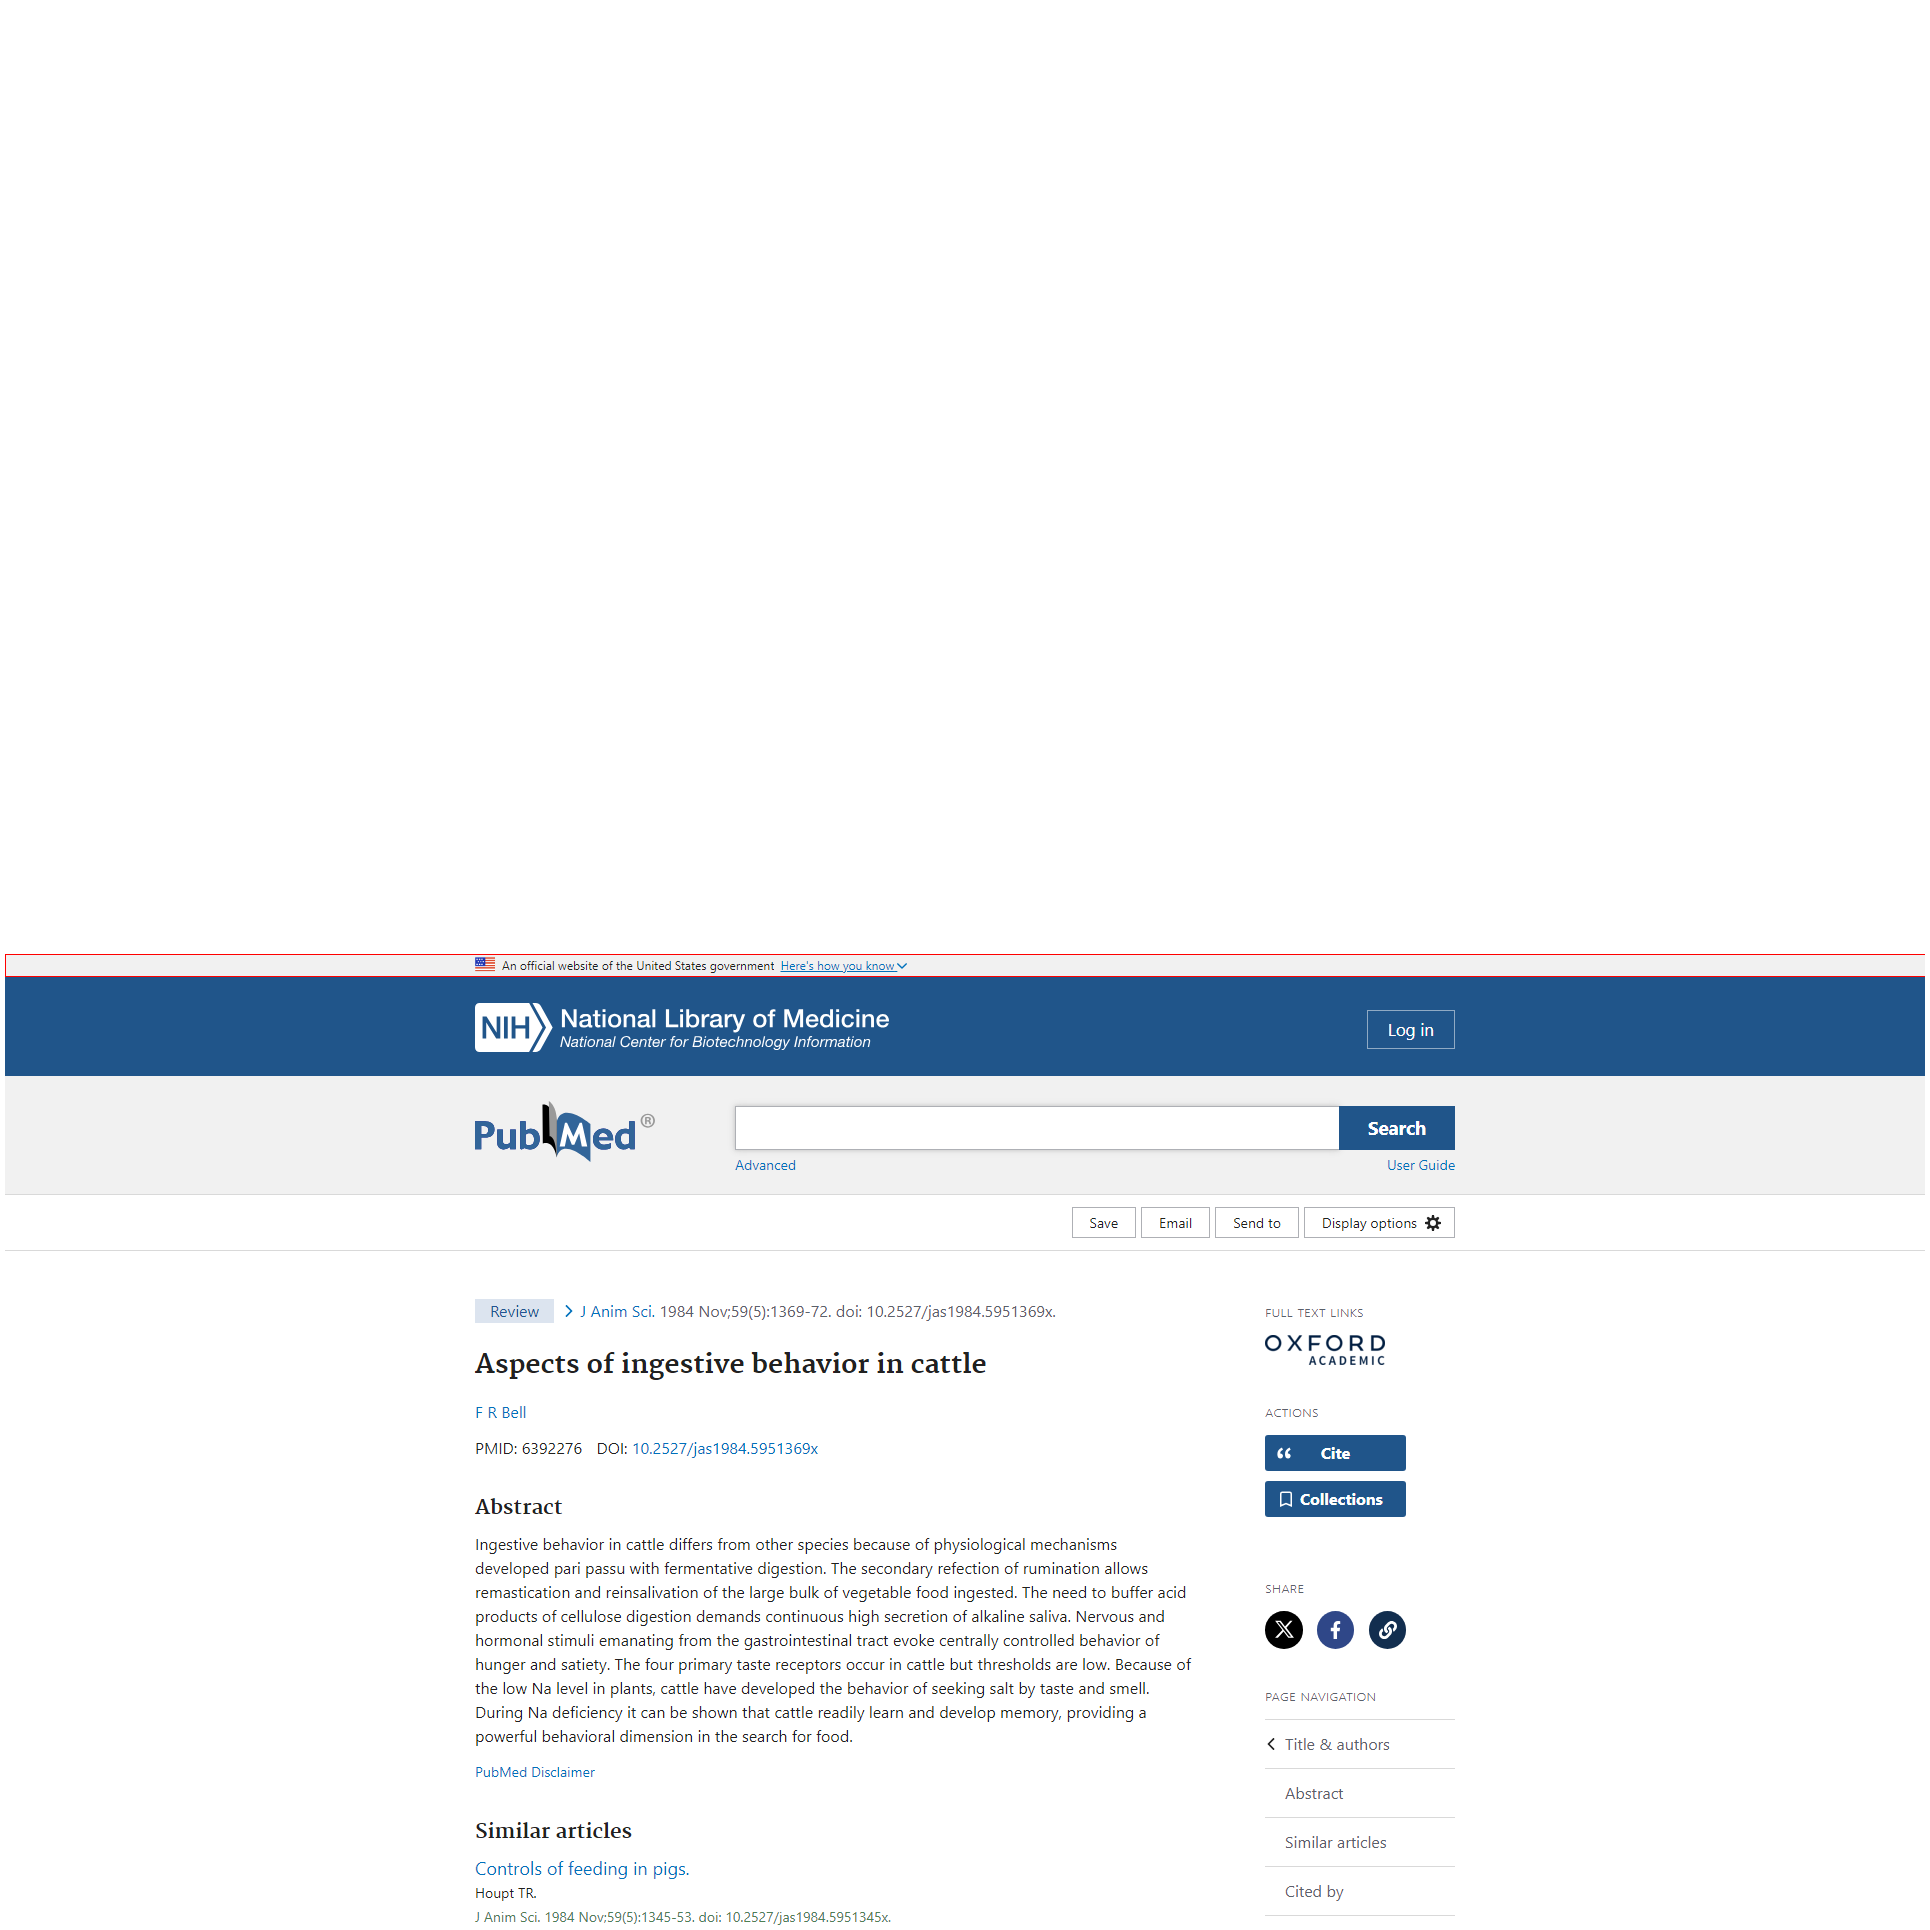 An official website of the United States government Here's how you know
NIH National Library of Medicine
National Center for Biotechnology Information
Log in
PubMed®
Search
Advanced
User Guide
Save
Email
Send to
Display options
Review
J Anim Sci. 1984 Nov;59(5):1369-72. doi: 10.2527/jas1984.5951369x.
Aspects of ingestive behavior in cattle
F R Bell
PMID: 6392276 DOI: 10.2527/jas1984.5951369x
Abstract
Ingestive behavior in cattle differs from other species because of physiological mechanisms
developed pari passu with fermentative digestion. The secondary refection of rumination allows
remastication and reinsalivation of the large bulk of vegetable food ingested. The need to buffer acid
products of cellulose digestion demands continuous high secretion of alkaline saliva. Nervous and
hormonal stimuli emanating from the gastrointestinal tract evoke centrally controlled behavior of
hunger and satiety. The four primary taste receptors occur in cattle but thresholds are low. Because of
the low Na level in plants, cattle have developed the behavior of seeking salt by taste and smell.
During Na deficiency it can be shown that cattle readily learn and develop memory, providing a
powerful behavioral dimension in the search for food.
PubMed Disclaimer
Similar articles
Controls of feeding in pigs.
Houpt TR.
J Anim Sci. 1984 Nov;59(5):1345-53. doi: 10.2527/jas1984.5951345x.
FULL TEXT LINKS
OXFORD
ACADEMIC
ACTIONS
Cite
Collections
SHARE
PAGE NAVIGATION
Title & authors
Abstract
Similar articles
Cited by